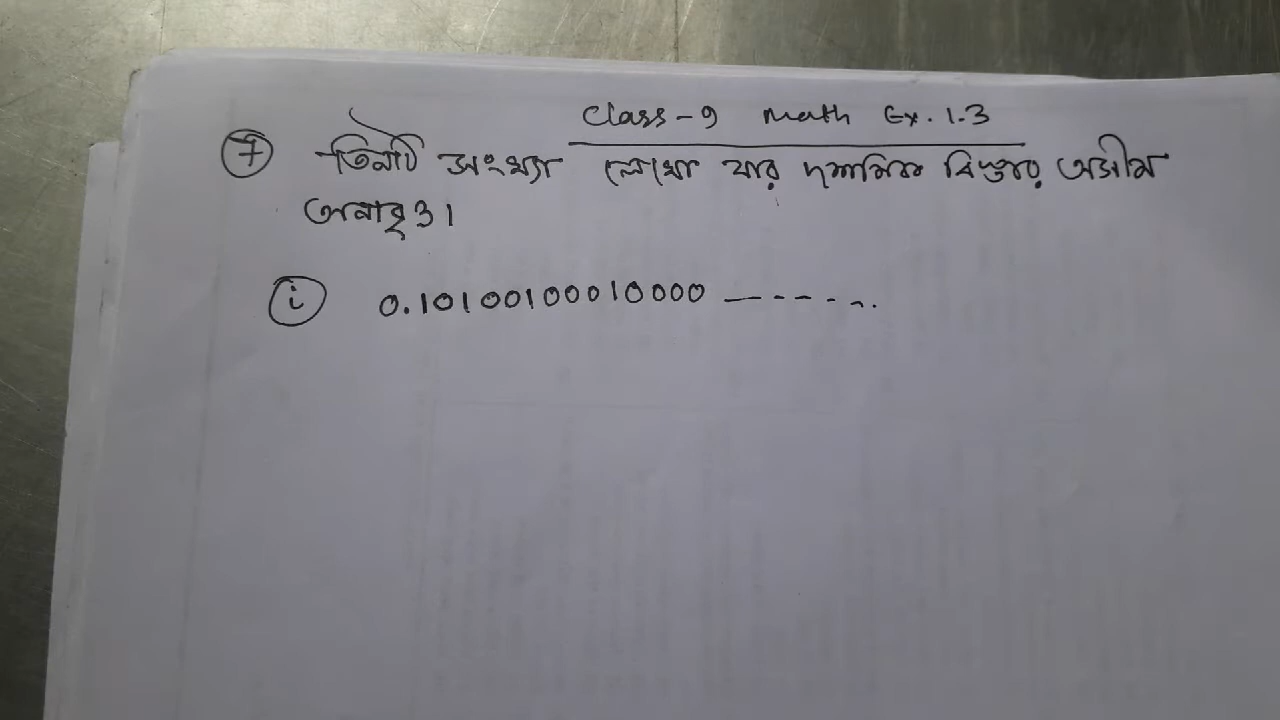 Class-9 Math Ex. 1.3
7 তিনটি সংখ্যা লেখো যার দশমিক বিস্তার অসীম
অনাবৃত।
i 0.10100100010000 -------